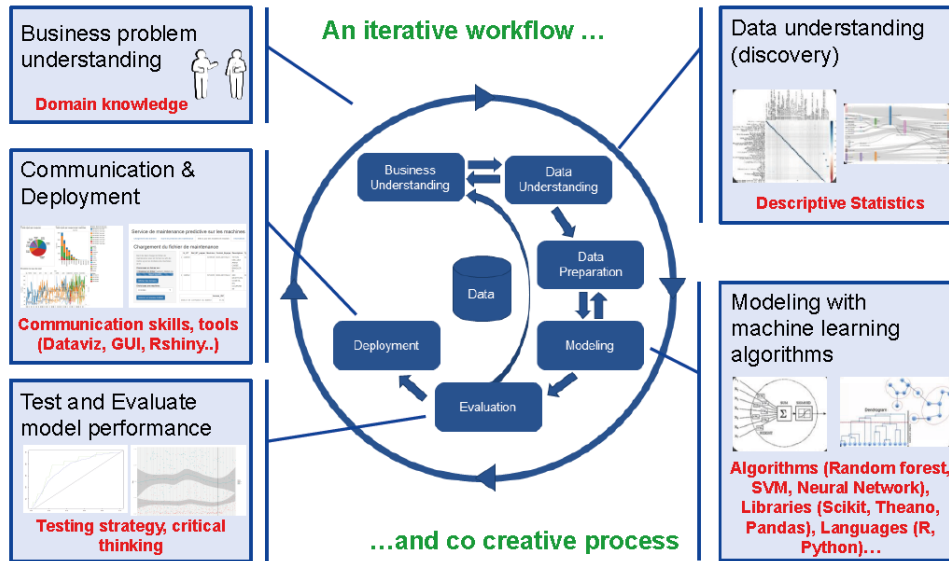 An iterative workflow …
Business problem
understanding
Domain knowledge
Data understanding
(discovery)
Descriptive Statistics
Communication &
Deployment
Service de maintenance predictive sur les machines
Chargement du fichier de maintenance
Communication skills, tools
(Dataviz, GUI, Rshiny..)
Business
Understanding
Data
Understanding
Data
Preparation
Data
Modeling
Deployment
Evaluation
Modeling with
machine learning
algorithms
Algorithms (Random forest,
SVM, Neural Network),
Libraries (Scikit, Theano,
Pandas), Languages (R,
Python)…
Test and Evaluate
model performance
Testing strategy, critical
thinking
…and co creative process